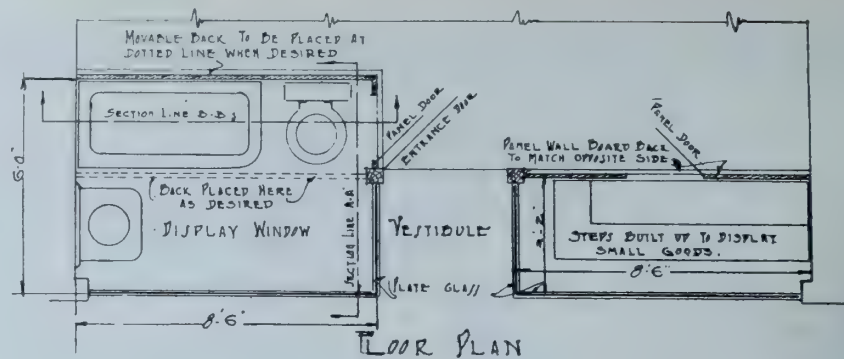 MOVABLE BACK TO BE PLACED AT
DOTTED LINE WHEN DESIRED
SECTION LINE B-B
PANEL DOOR
ENTRANCE DOOR
PANEL DOOR
PANEL WALL BOARD BACK
TO MATCH OPPOSITE SIDE
6'-0"
BACK PLACED HERE
AS DESIRED
DISPLAY WINDOW
SECTION LINE A-A
VESTIBULE
STEPS BUILT UP TO DISPLAY
SMALL GOODS.
8'6"
PLATE GLASS
8'6"
FLOOR PLAN